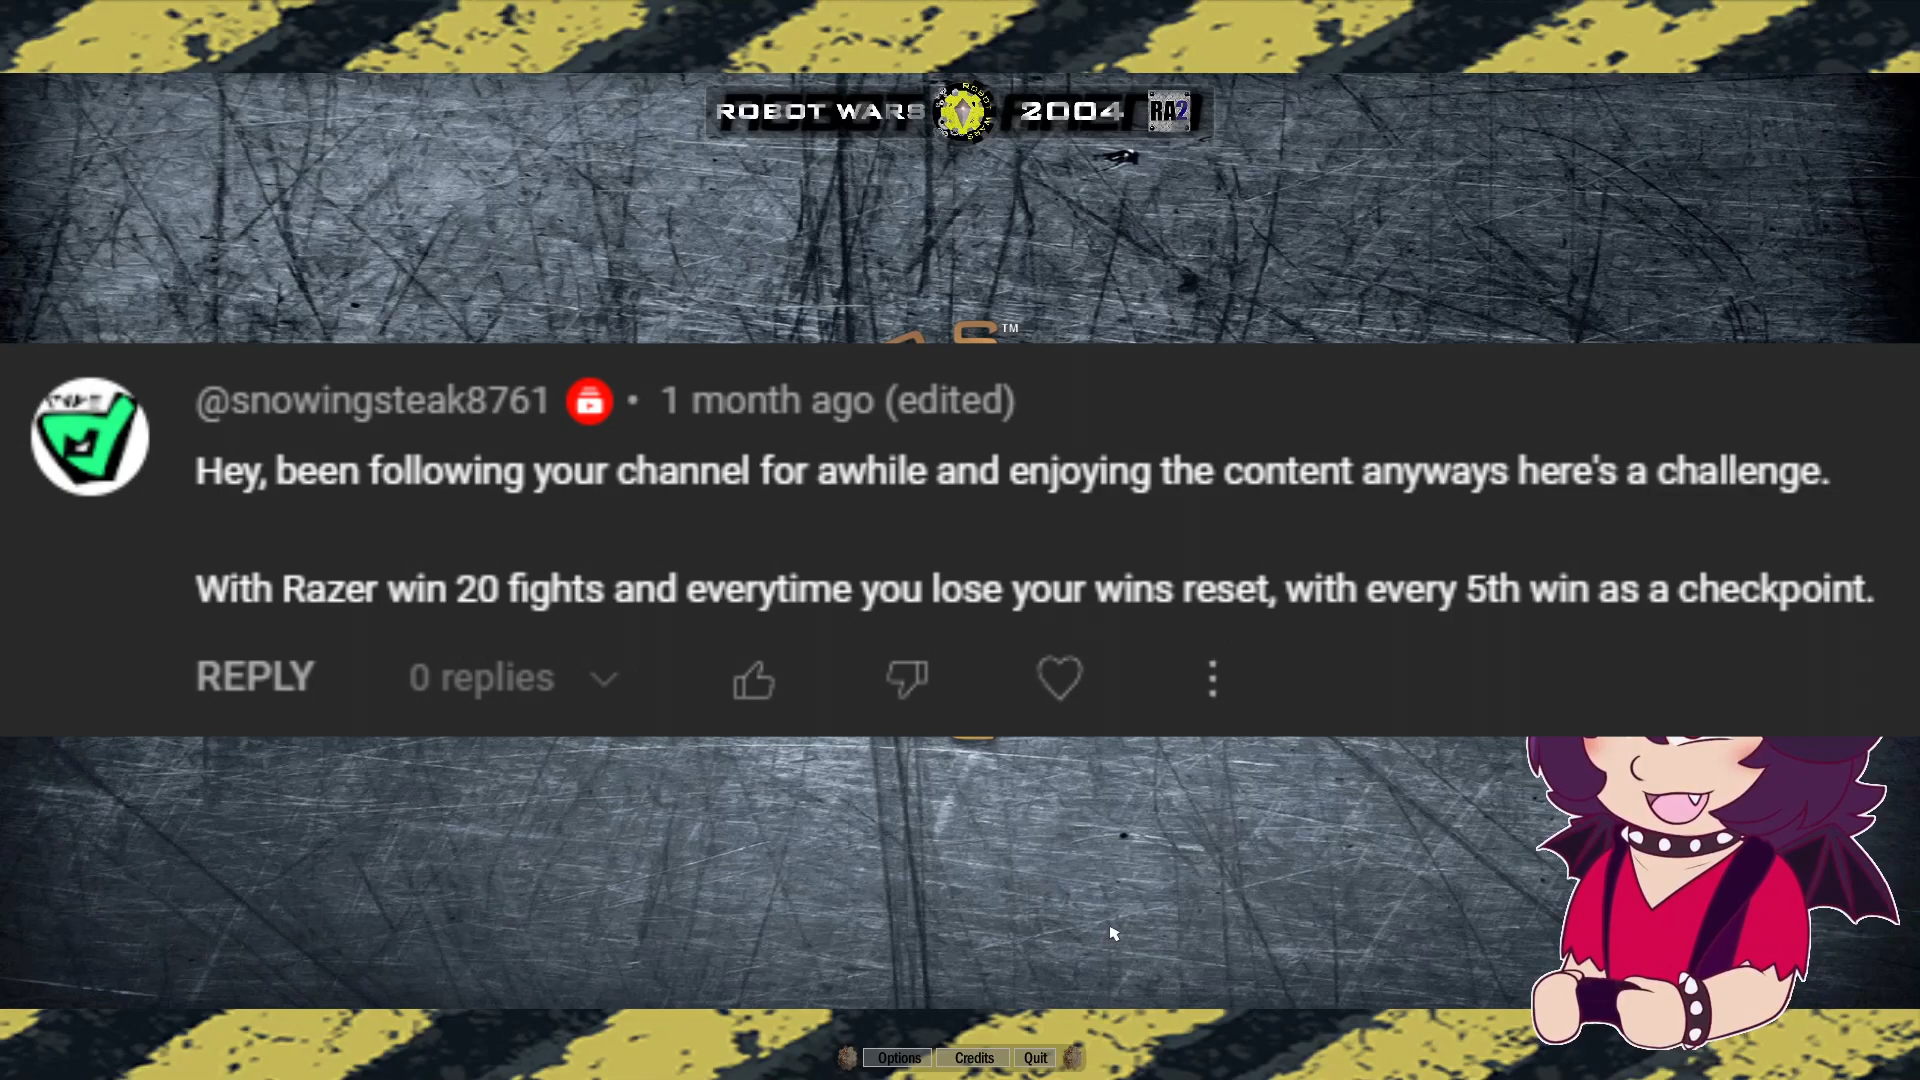 ROBOT WARS 2004 RA2
S™
@snowingsteak8761 • 1 month ago (edited)
Hey, been following your channel for awhile and enjoying the content anyways here's a challenge.
With Razer win 20 fights and everytime you lose your wins reset, with every 5th win as a checkpoint.
REPLY 0 replies
Options Credits Quit